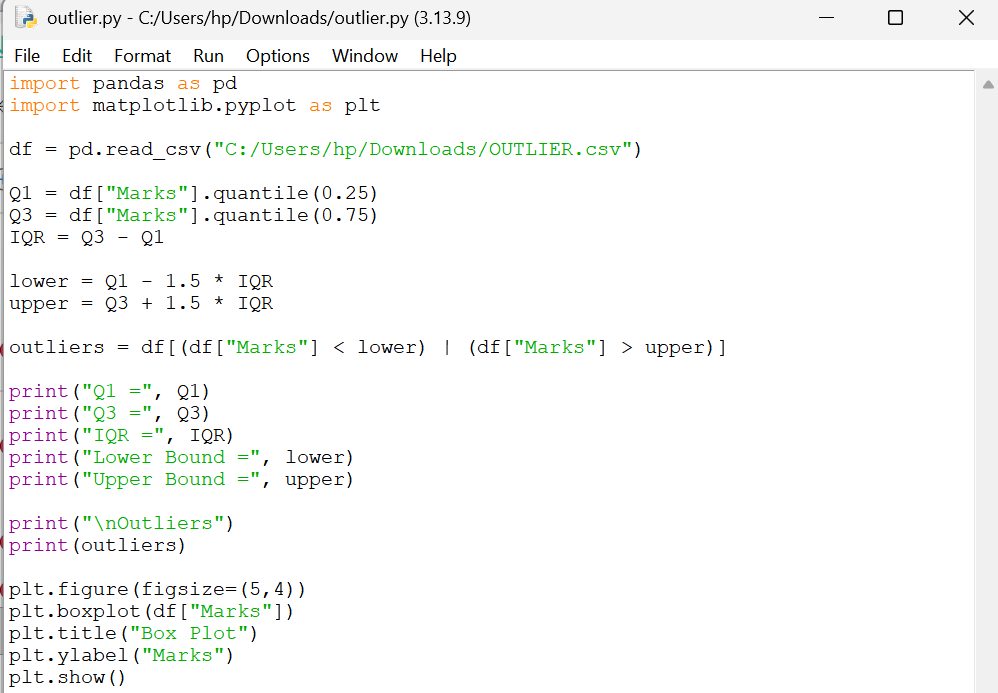 outlier.py - C:/Users/hp/Downloads/outlier.py (3.13.9)
File Edit Format Run Options Window Help
import pandas as pd
import matplotlib.pyplot as plt

df = pd.read_csv("C:/Users/hp/Downloads/OUTLIER.csv")

Q1 = df["Marks"].quantile(0.25)
Q3 = df["Marks"].quantile(0.75)
IQR = Q3 - Q1

lower = Q1 - 1.5 * IQR
upper = Q3 + 1.5 * IQR

outliers = df[(df["Marks"] < lower) | (df["Marks"] > upper)]

print("Q1 =", Q1)
print("Q3 =", Q3)
print("IQR =", IQR)
print("Lower Bound =", lower)
print("Upper Bound =", upper)

print("\nOutliers")
print(outliers)

plt.figure(figsize=(5,4))
plt.boxplot(df["Marks"])
plt.title("Box Plot")
plt.ylabel("Marks")
plt.show()